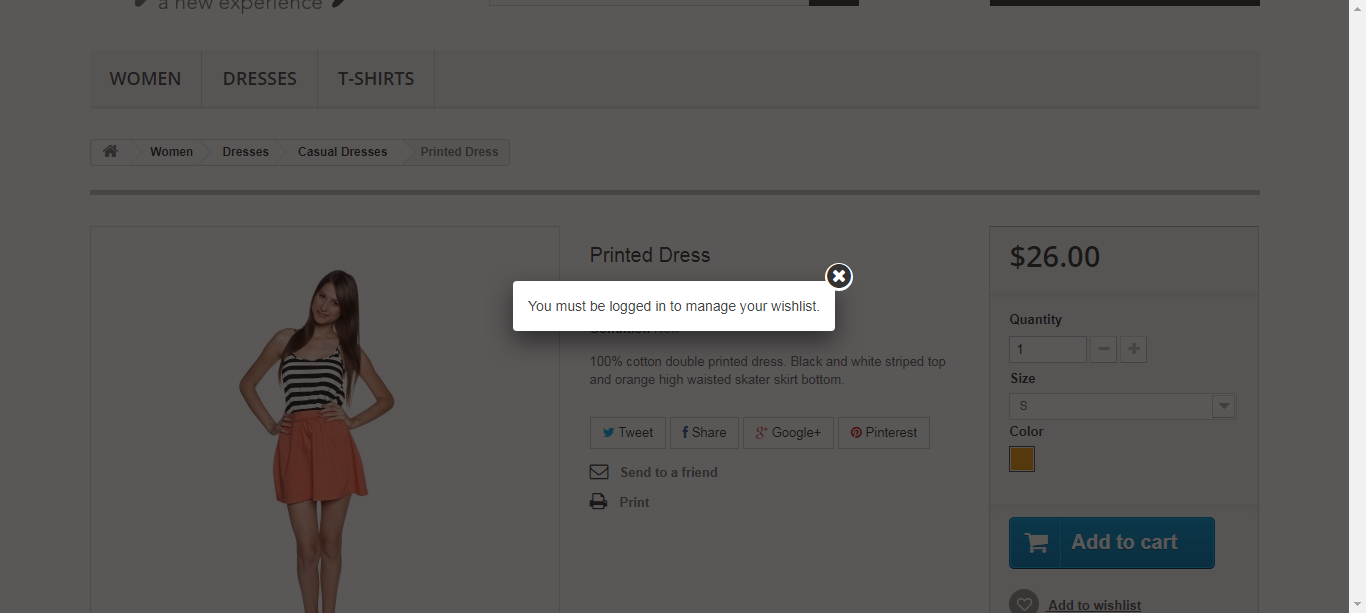 a new experience
WOMEN DRESSES T-SHIRTS
Women Dresses Casual Dresses Printed Dress
Printed Dress
$26.00
You must be logged in to manage your wishlist.
Quantity
1
100% cotton double printed dress. Black and white striped top
and orange high waisted skater skirt bottom.
Size
S
Color
Tweet Share Google+ Pinterest
Send to a friend
Print
Add to cart
Add to wishlist